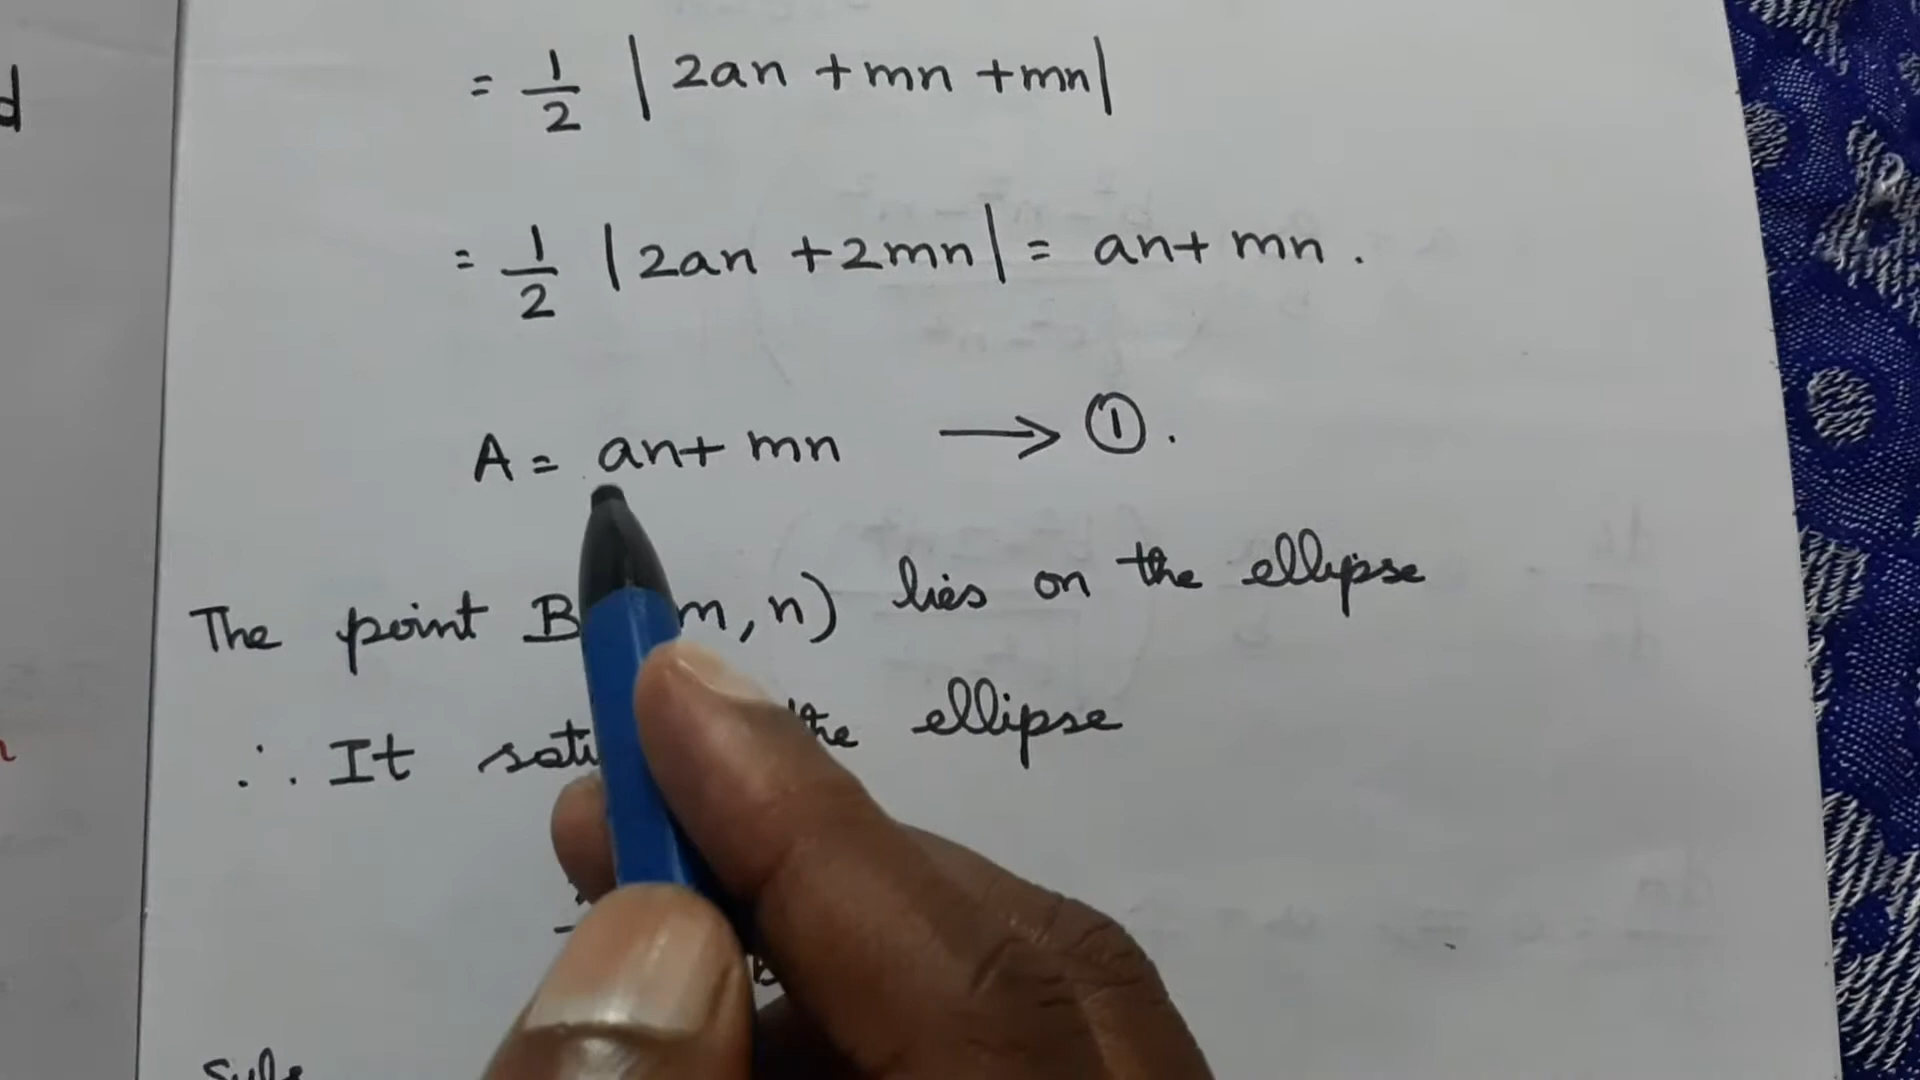 d
= 1/2 | 2an + mn + mn |
= 1/2 | 2an + 2mn | = an + mn .
A = an + mn → ① .
The point B m, n) lies on the ellipse
∴ It the ellipse